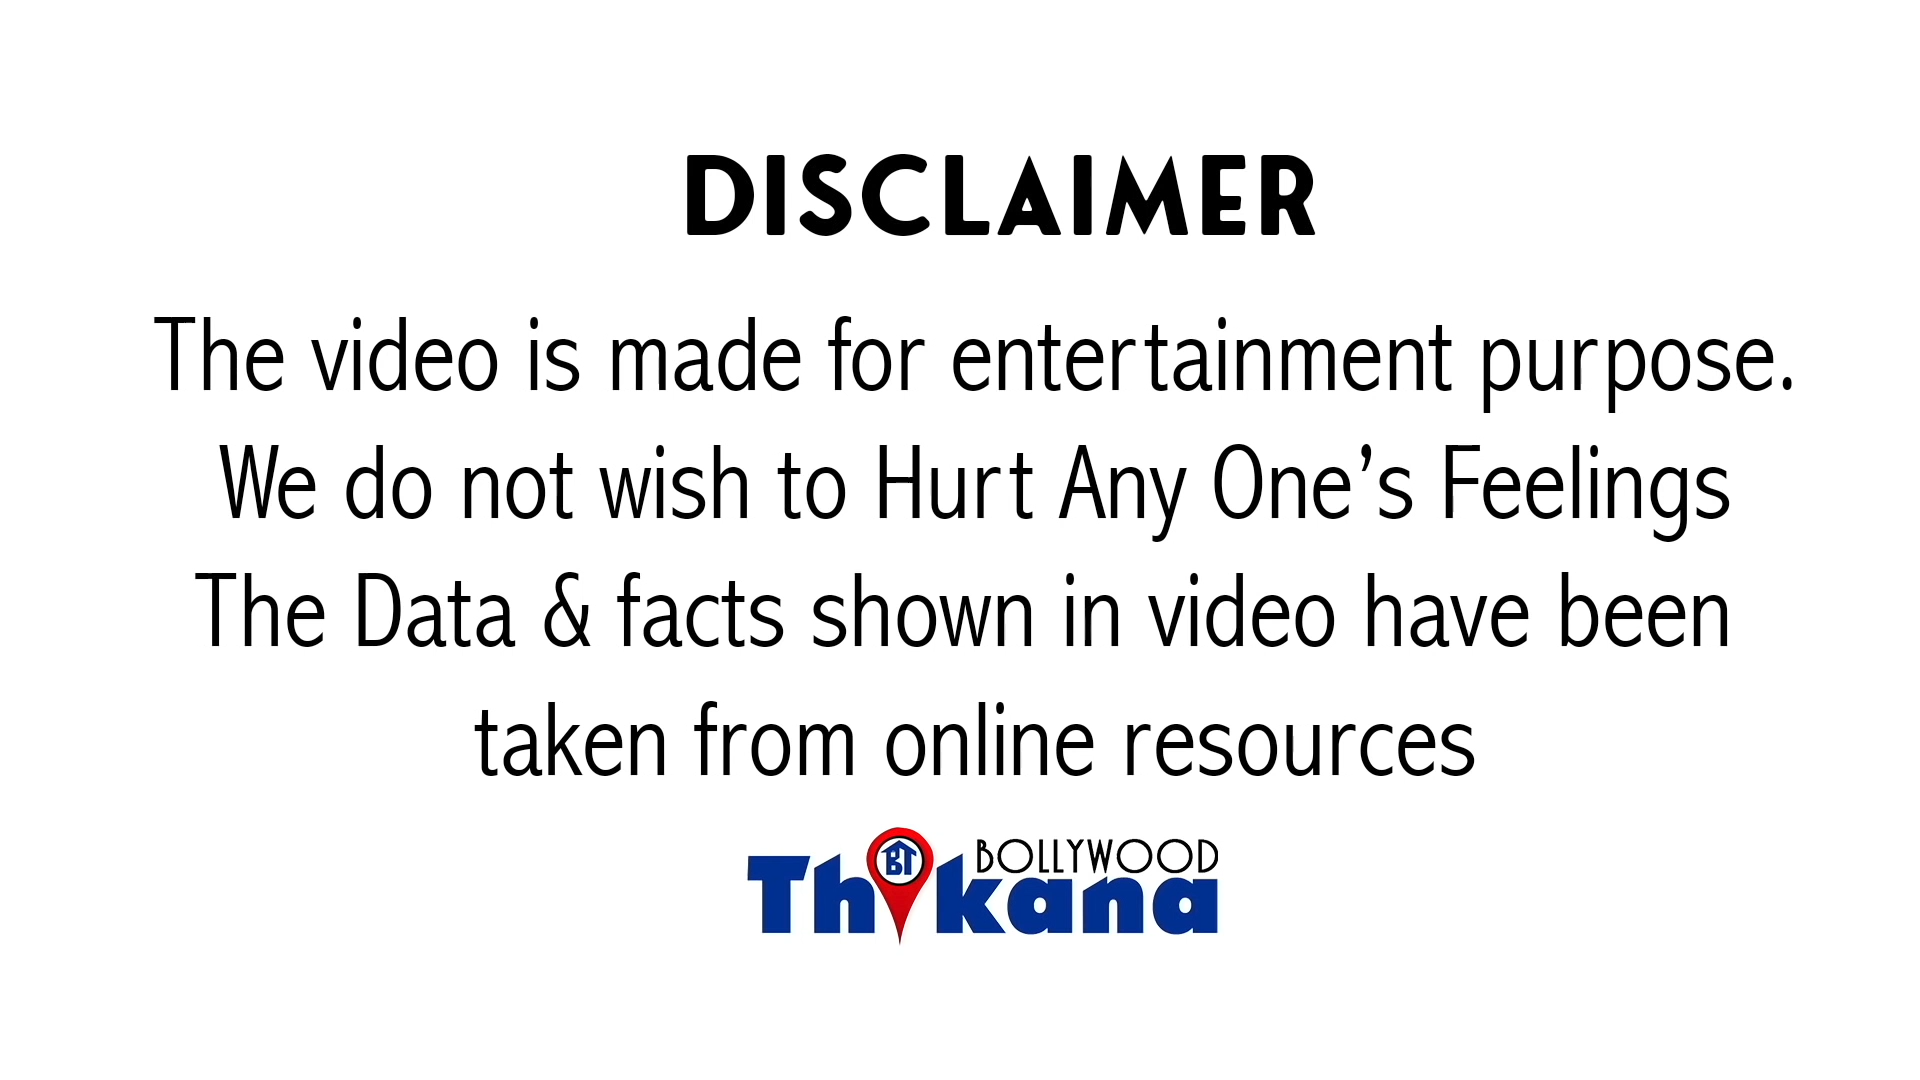 DISCLAIMER
The video is made for entertainment purpose.
We do not wish to Hurt Any One’s Feelings
The Data & facts shown in video have been
taken from online resources
BT
BOLLYWOOD
Thikana